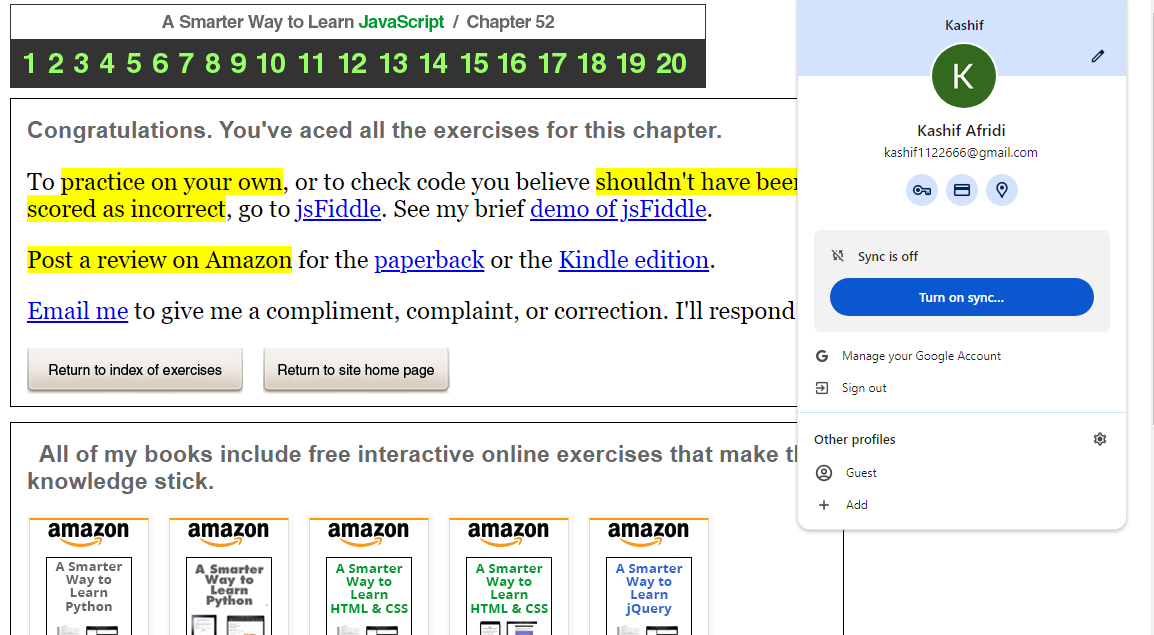 A Smarter Way to Learn JavaScript / Chapter 52
1 2 3 4 5 6 7 8 9 10 11 12 13 14 15 16 17 18 19 20
Congratulations. You've aced all the exercises for this chapter.
To practice on your own, or to check code you believe shouldn't have been
scored as incorrect, go to jsFiddle. See my brief demo of jsFiddle.
Post a review on Amazon for the paperback or the Kindle edition.
Email me to give me a compliment, complaint, or correction. I'll respond
Return to index of exercises
Return to site home page
All of my books include free interactive online exercises that make
knowledge stick.
amazon
A Smarter
Way to
Learn
Python
amazon
A Smarter
Way to
Learn
Python
amazon
A Smarter
Way to
Learn
HTML & CSS
amazon
A Smarter
Way to
Learn
HTML & CSS
amazon
A Smarter
Way to
Learn
jQuery
Kashif
K
Kashif Afridi
kashif1122666@gmail.com
Sync is off
Turn on sync...
Manage your Google Account
Sign out
Other profiles
Guest
Add